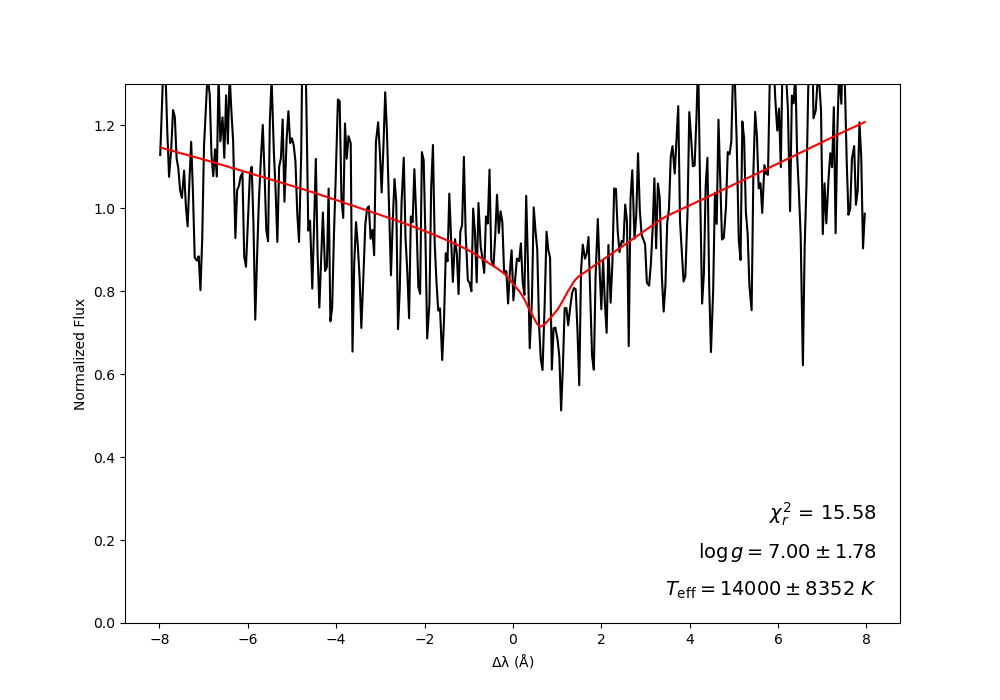 1.2
1.0
0.8
0.6
0.4
0.2
0.0
Normalized Flux
χ²ᵣ = 15.58
log g = 7.00 ± 1.78
T_eff = 14000 ± 8352 K
−8 −6 −4 −2 0 2 4 6 8
Δλ (Å)